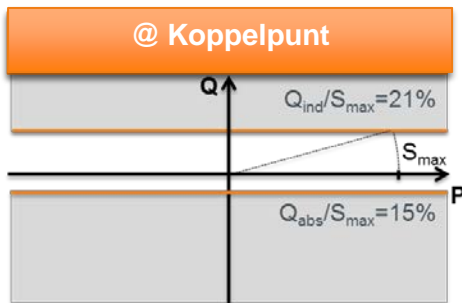 @ Koppelpunt
Q
Qind/Smax=21%
Smax
P
Qabs/Smax=15%